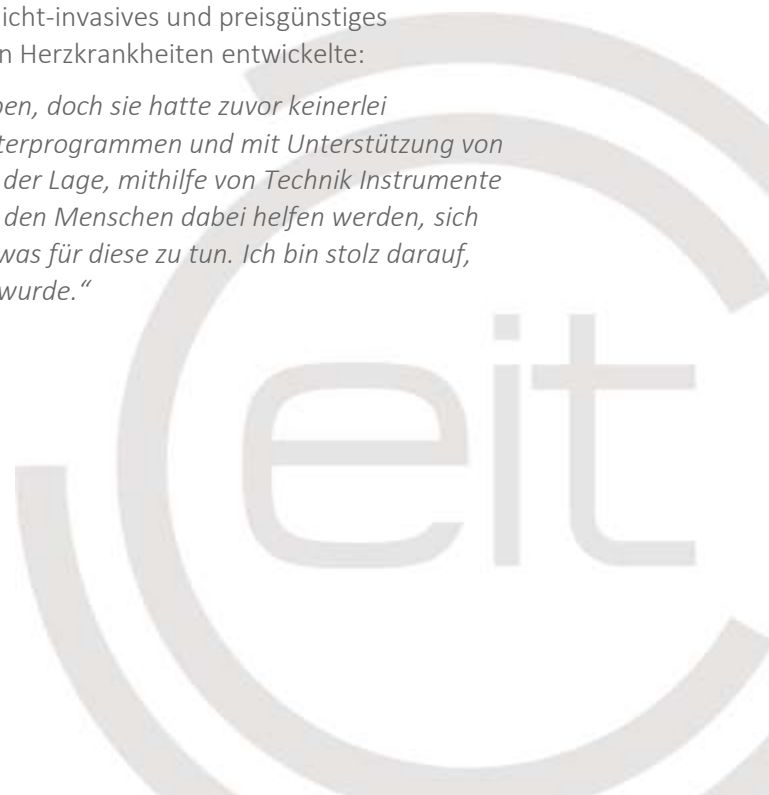 icht-invasives und preisgünstiges
n Herzkrankheiten entwickelte:
ben, doch sie hatte zuvor keinerlei
terprogrammen und mit Unterstützung von
der Lage, mithilfe von Technik Instrumente
den Menschen dabei helfen werden, sich
was für diese zu tun. Ich bin stolz darauf,
wurde.“
eit